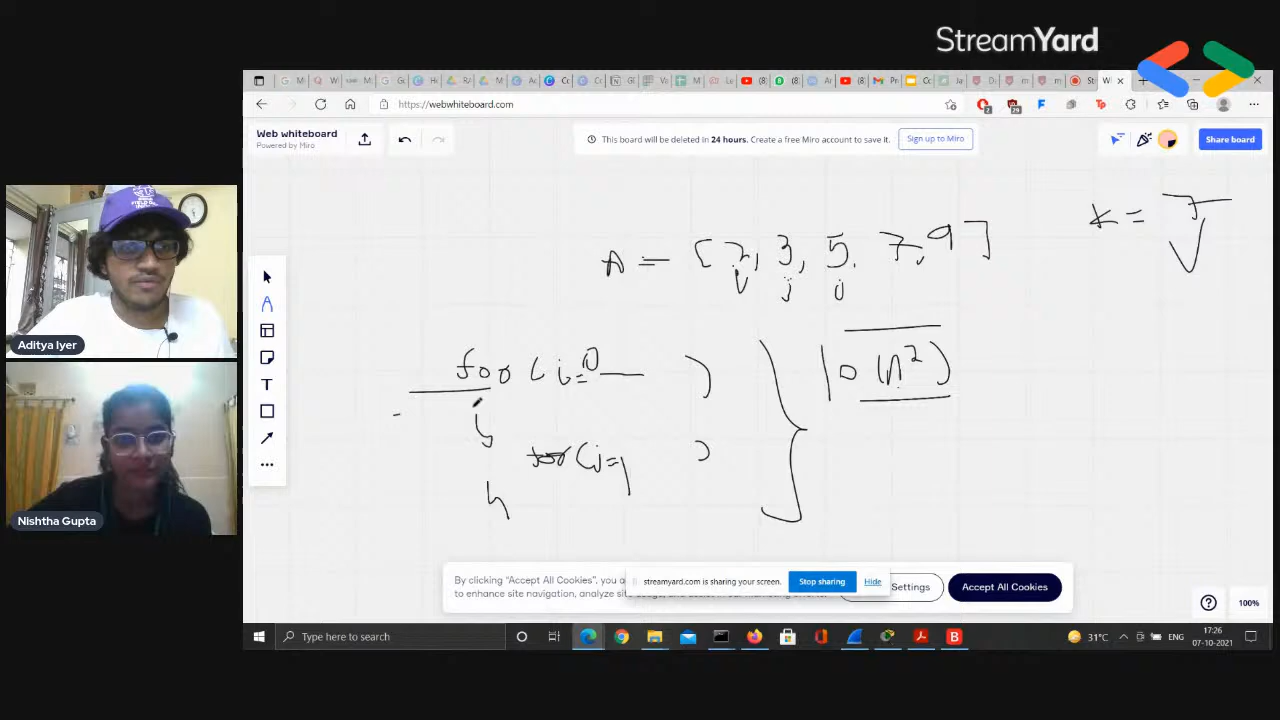 StreamYard
https://webwhiteboard.com
Web whiteboard
Powered by Miro
This board will be deleted in 24 hours. Create a free Miro account to save it.
Sign up to Miro
Share board
K = 7
A = [2, 3, 5, 7, 9]
i j j
Aditya Iyer
for (i=0 )
O(n²)
for (j=1 )
Nishtha Gupta
By clicking “Accept All Cookies”, you a
streamyard.com is sharing your screen.
Stop sharing
Hide
Settings
Accept All Cookies
to enhance site navigation, analyze sit
100%
Type here to search
31°C
ENG
17:26
07-10-2021